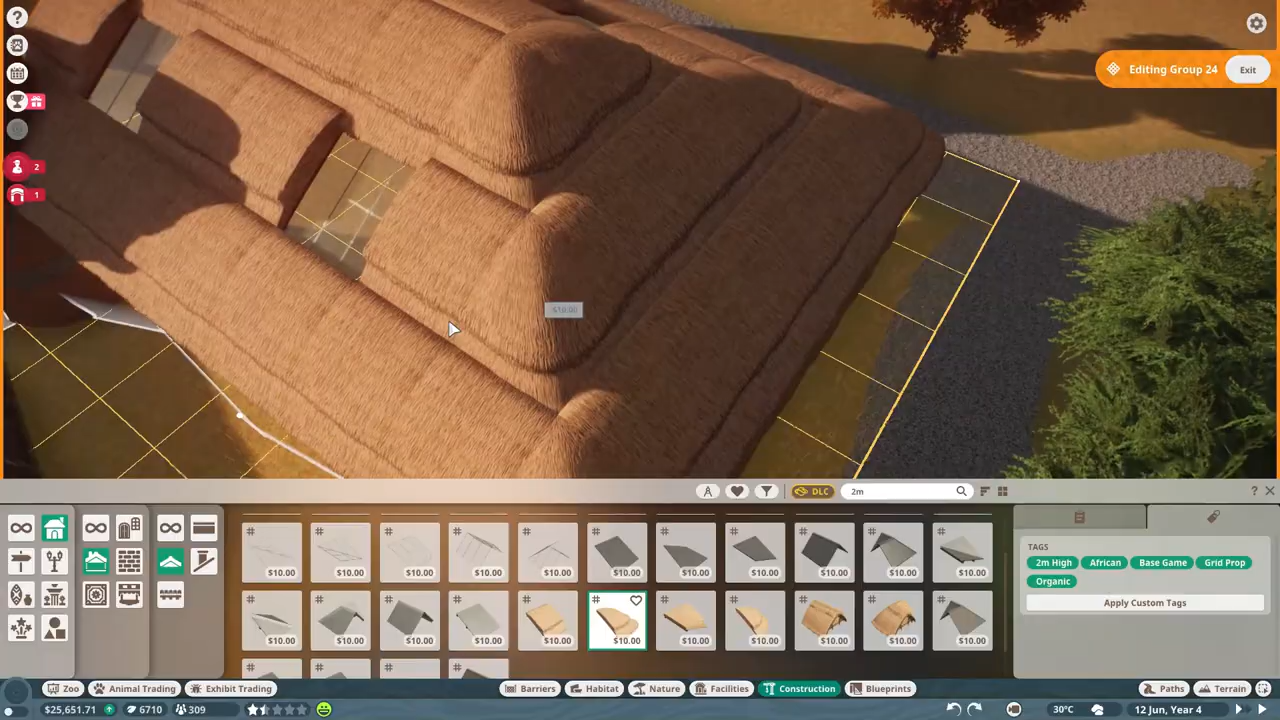 ?
Editing Group 24 Exit
2
1
$10.00
DLC 2m
? 
$10.00 $10.00 $10.00 $10.00 $10.00 $10.00 $10.00 $10.00 $10.00 $10.00 $10.00
TAGS
2m High African Base Game Grid Prop
Organic
Apply Custom Tags
$10.00 $10.00 $10.00 $10.00 $10.00 $10.00 $10.00 $10.00 $10.00 $10.00 $10.00
Zoo Animal Trading Exhibit Trading Barriers Habitat Nature Facilities Construction Blueprints Paths Terrain
$25,651.71 6710 309 30°C 12 Jun, Year 4